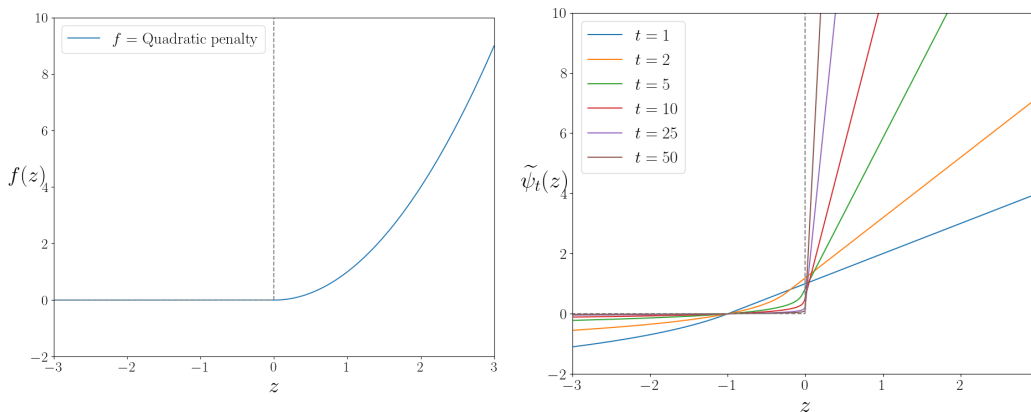 10
8
6
4
2
0
−2
f(z)
f = Quadratic penalty
−3 −2 −1 0 1 2 3
z
10
8
6
4
2
0
−2
ψ̃ₜ(z)
t = 1
t = 2
t = 5
t = 10
t = 25
t = 50
−3 −2 −1 0 1 2
z